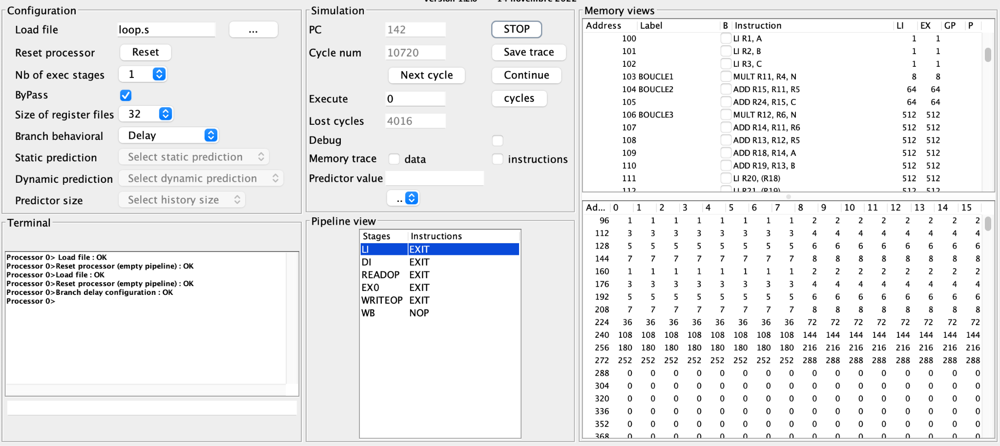 Version 1.2.0 14 novembre 2022
Configuration
Load file loop.s ...
Reset processor Reset
Nb of exec stages 1
ByPass
Size of register files 32
Branch behavioral Delay
Static prediction Select static prediction
Dynamic prediction Select dynamic prediction
Predictor size Select history size
Terminal
Processor 0> Load file : OK
Processor 0>Reset processor (empty pipeline) : OK
Processor 0>Load file : OK
Processor 0>Reset processor (empty pipeline) : OK
Processor 0>Branch delay configuration : OK
Processor 0>
Simulation
PC 142 STOP
Cycle num 10720 Save trace
Next cycle Continue
Execute 0 cycles
Lost cycles 4016
Debug
Memory trace data instructions
Predictor value
..
Pipeline view
Stages Instructions
LI EXIT
DI EXIT
READOP EXIT
EX0 EXIT
WRITEOP EXIT
WB NOP
Memory views
Address Label B Instruction LI EX GP P
100 LI R1, A 1 1
101 LI R2, B 1 1
102 LI R3, C 1 1
103 BOUCLE1 MULT R11, R4, N 8 8
104 BOUCLE2 ADD R15, R11, R5 64 64
105 ADD R24, R15, C 64 64
106 BOUCLE3 MULT R12, R6, N 512 512
107 ADD R14, R11, R6 512 512
108 ADD R13, R12, R5 512 512
109 ADD R18, R14, A 512 512
110 ADD R19, R13, B 512 512
111 LI R20, (R18) 512 512
112 LI R21, (R19) 512 512
Ad... 0 1 2 3 4 5 6 7 8 9 10 11 12 13 14 15
96 1 1 1 1 1 1 1 1 2 2 2 2 2 2 2 2
112 3 3 3 3 3 3 3 3 4 4 4 4 4 4 4 4
128 5 5 5 5 5 5 5 5 6 6 6 6 6 6 6 6
144 7 7 7 7 7 7 7 7 8 8 8 8 8 8 8 8
160 1 1 1 1 1 1 1 1 2 2 2 2 2 2 2 2
176 3 3 3 3 3 3 3 3 4 4 4 4 4 4 4 4
192 5 5 5 5 5 5 5 5 6 6 6 6 6 6 6 6
208 7 7 7 7 7 7 7 7 8 8 8 8 8 8 8 8
224 36 36 36 36 36 36 36 36 72 72 72 72 72 72 72 72
240 108 108 108 108 108 108 108 108 144 144 144 144 144 144 144 144
256 180 180 180 180 180 180 180 180 216 216 216 216 216 216 216 216
272 252 252 252 252 252 252 252 252 288 288 288 288 288 288 288 288
288 0 0 0 0 0 0 0 0 0 0 0 0 0 0 0 0
304 0 0 0 0 0 0 0 0 0 0 0 0 0 0 0 0
320 0 0 0 0 0 0 0 0 0 0 0 0 0 0 0 0
336 0 0 0 0 0 0 0 0 0 0 0 0 0 0 0 0
352 0 0 0 0 0 0 0 0 0 0 0 0 0 0 0 0
368 0 0 0 0 0 0 0 0 0 0 0 0 0 0 0 0